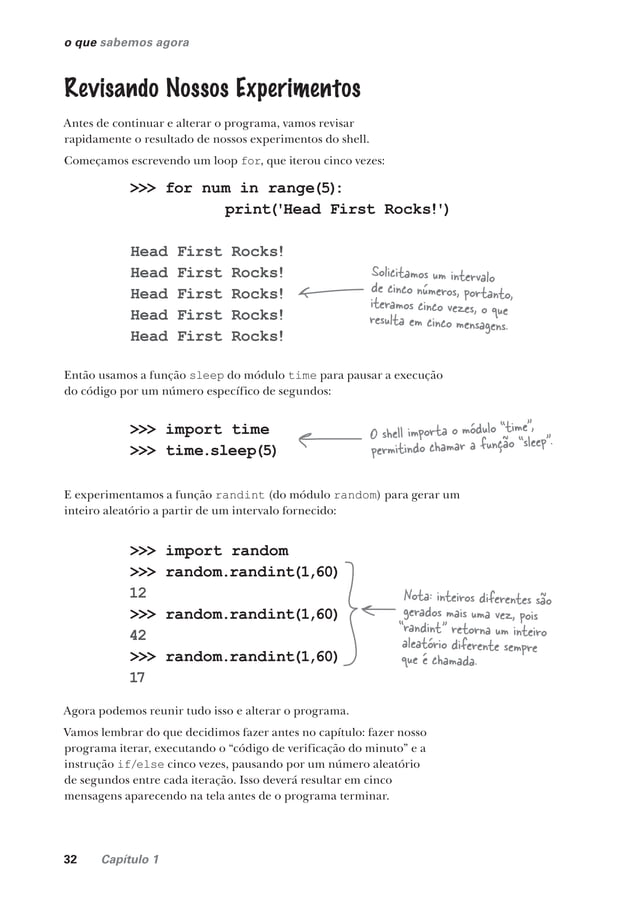 o que sabemos agora
Revisando Nossos Experimentos
Antes de continuar e alterar o programa, vamos revisar
rapidamente o resultado de nossos experimentos do shell.
Começamos escrevendo um loop for, que iterou cinco vezes:
>>> for num in range(5):
print('Head First Rocks!')
Head First Rocks!
Head First Rocks!
Head First Rocks!
Head First Rocks!
Head First Rocks!
Solicitamos um intervalo
de cinco números, portanto,
iteramos cinco vezes, o que
resulta em cinco mensagens.
Então usamos a função sleep do módulo time para pausar a execução
do código por um número específico de segundos:
>>> import time
>>> time.sleep(5)
O shell importa o módulo “time”,
permitindo chamar a função “sleep”.
E experimentamos a função randint (do módulo random) para gerar um
inteiro aleatório a partir de um intervalo fornecido:
>>> import random
>>> random.randint(1,60)
12
>>> random.randint(1,60)
42
>>> random.randint(1,60)
17
Nota: inteiros diferentes são
gerados mais uma vez, pois
“randint” retorna um inteiro
aleatório diferente sempre
que é chamada.
Agora podemos reunir tudo isso e alterar o programa.
Vamos lembrar do que decidimos fazer antes no capítulo: fazer nosso
programa iterar, executando o “código de verificação do minuto” e a
instrução if/else cinco vezes, pausando por um número aleatório
de segundos entre cada iteração. Isso deverá resultar em cinco
mensagens aparecendo na tela antes de o programa terminar.
32 Capítulo 1